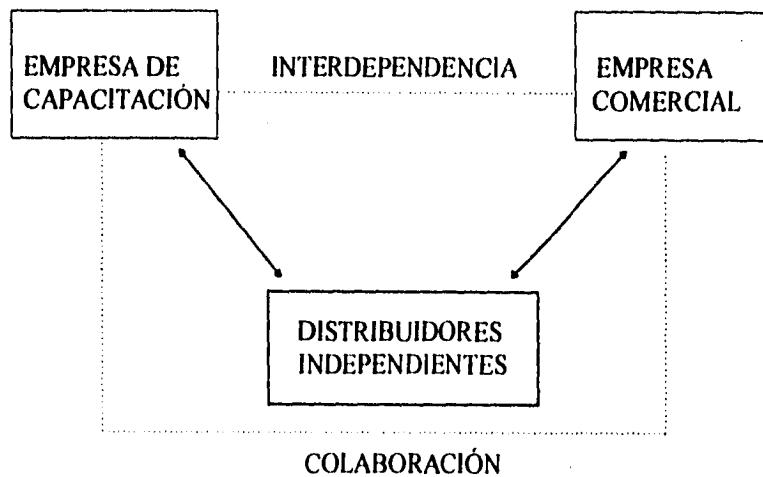 EMPRESA DE
CAPACITACIÓN
INTERDEPENDENCIA
EMPRESA
COMERCIAL
DISTRIBUIDORES
INDEPENDIENTES
COLABORACIÓN